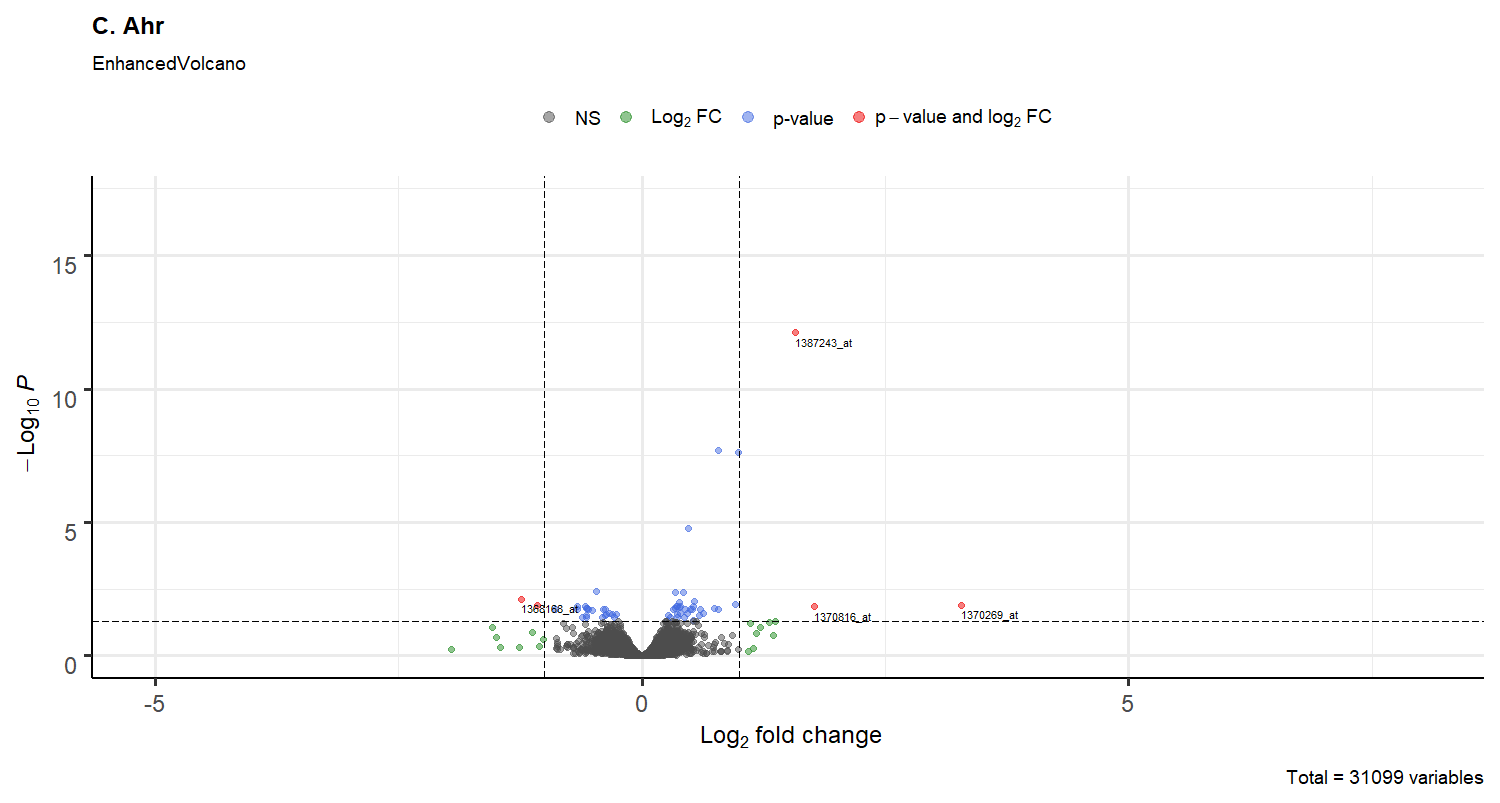 C. Ahr
EnhancedVolcano
NS Log₂ FC p-value p – value and log₂ FC
– Log₁₀ P
15
10
5
0
1387243_at
1368168_at
1370816_at
1370269_at
-5 0 5
Log₂ fold change
Total = 31099 variables